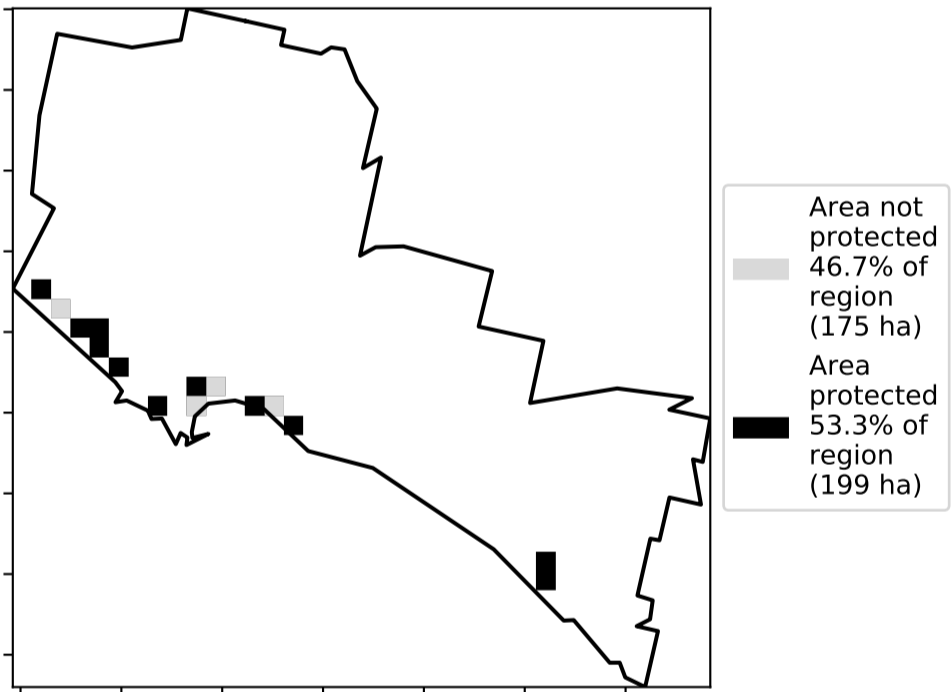 Area not
protected
46.7% of
region
(175 ha)
Area
protected
53.3% of
region
(199 ha)